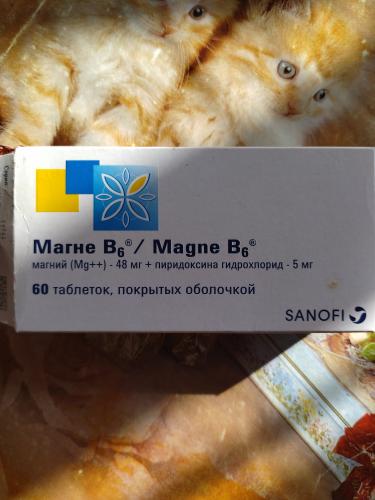 Магне B6® / Magne B6®
магний (Mg++) - 48 мг + пиридоксина гидрохлорид - 5 мг
60 таблеток, покрытых оболочкой
SANOFI